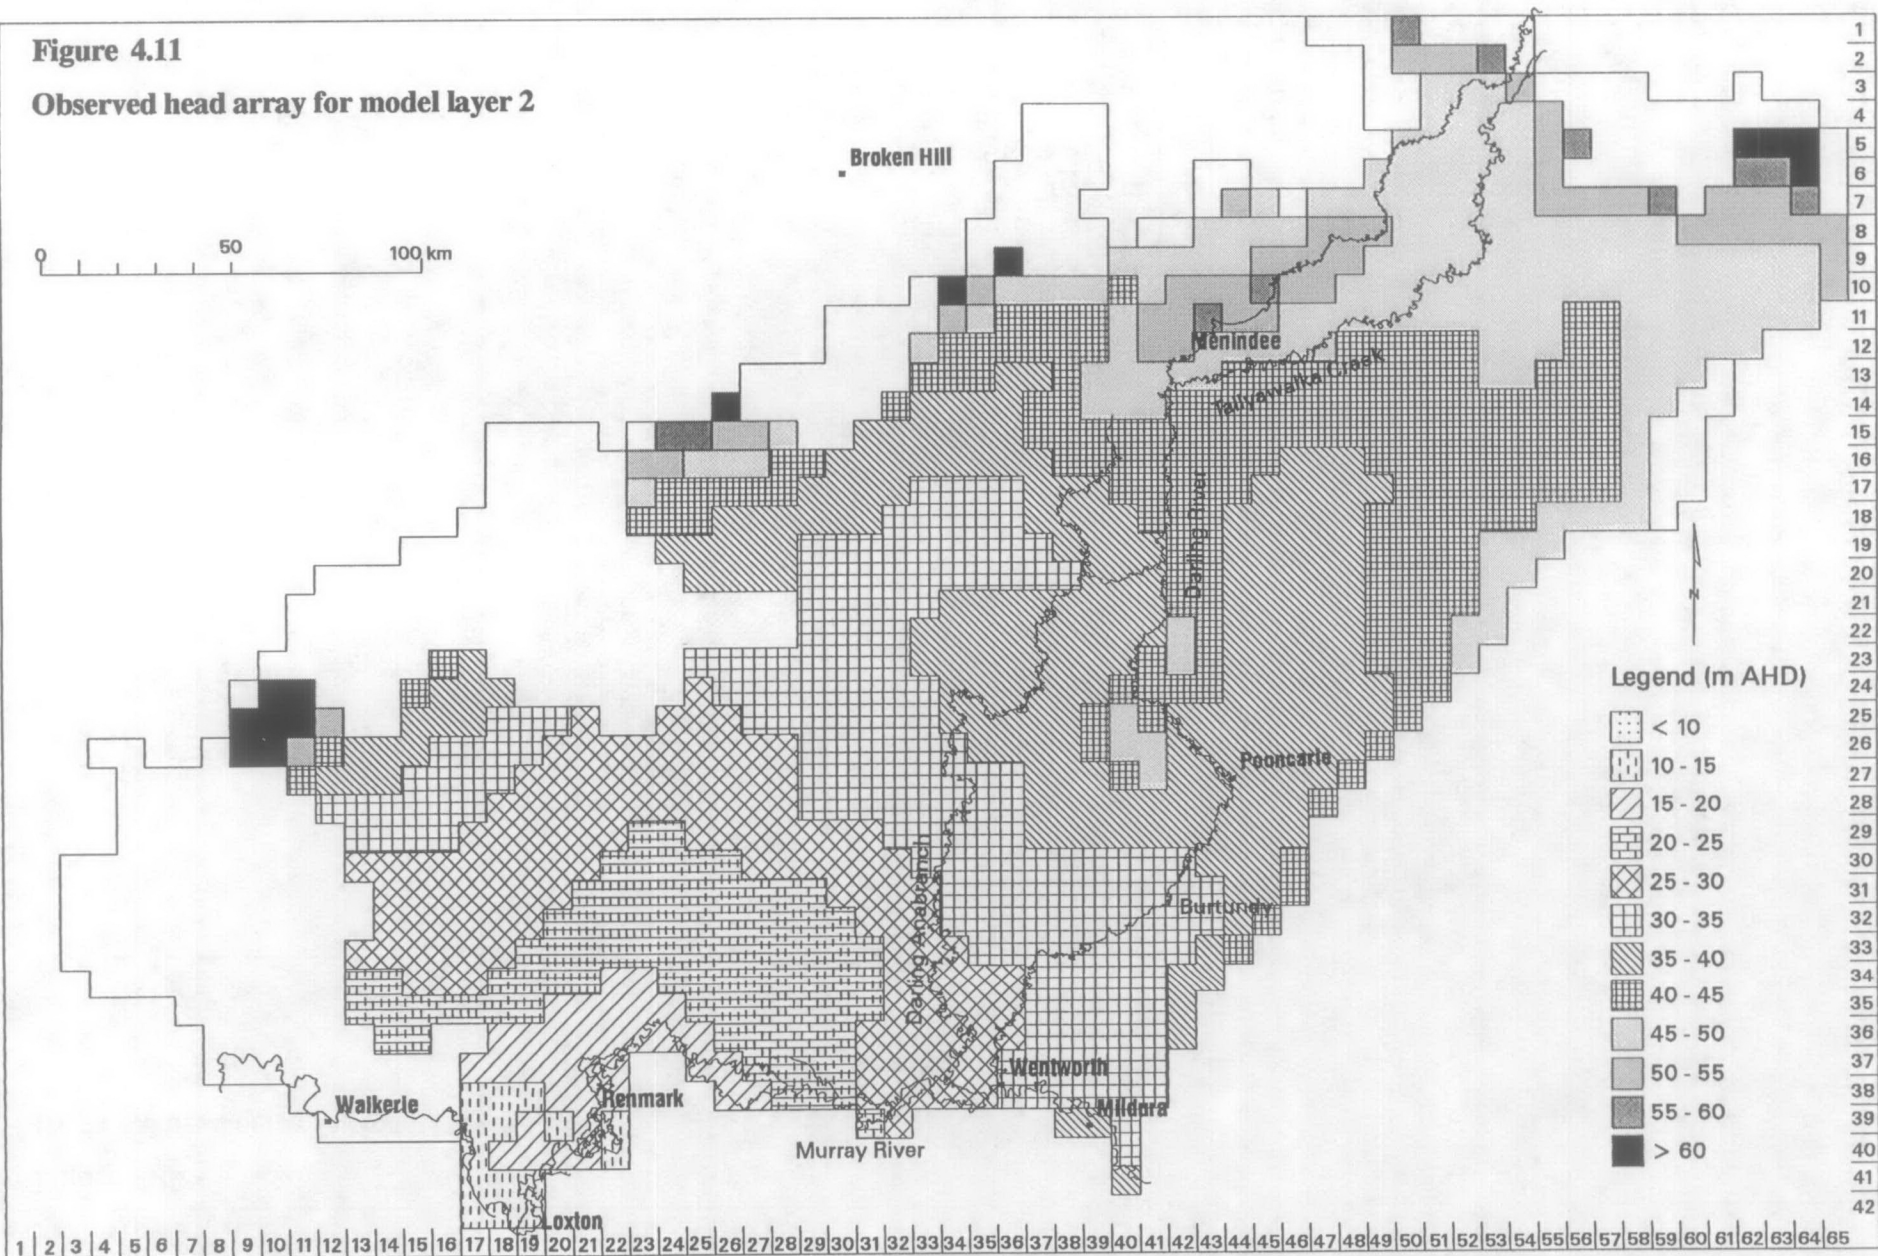 Figure 4.11
Observed head array for model layer 2
Broken Hill
0 50 100 km
Menindee
Tallyawalka Creek
Darling River
N
Pooncarie
Darling Anabranch
Burtundy
Wentworth
Walkerie
Renmark
Mildura
Murray River
Loxton
Legend (m AHD)
< 10
10 - 15
15 - 20
20 - 25
25 - 30
30 - 35
35 - 40
40 - 45
45 - 50
50 - 55
55 - 60
> 60
1
2
3
4
5
6
7
8
9
10
11
12
13
14
15
16
17
18
19
20
21
22
23
24
25
26
27
28
29
30
31
32
33
34
35
36
37
38
39
40
41
42
1 2 3 4 5 6 7 8 9 10 11 12 13 14 15 16 17 18 19 20 21 22 23 24 25 26 27 28 29 30 31 32 33 34 35 36 37 38 39 40 41 42 43 44 45 46 47 48 49 50 51 52 53 54 55 56 57 58 59 60 61 62 63 64 65